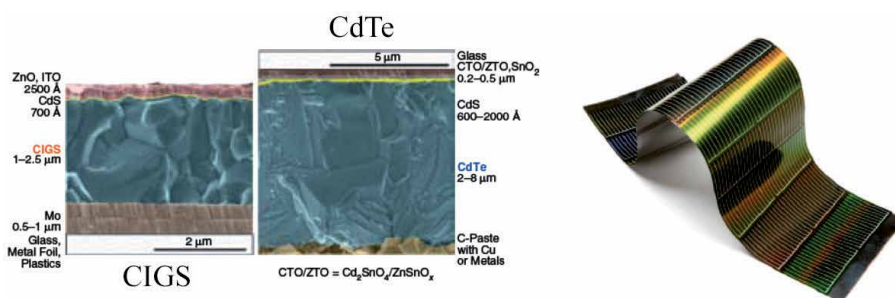 CdTe
ZnO, ITO
2500 Å
CdS
700 Å
CIGS
1–2.5 μm
Mo
0.5–1 μm
Glass,
Metal Foil,
Plastics
2 μm
CIGS
5 μm
Glass
CTO/ZTO,SnO₂
0.2–0.5 μm
CdS
600–2000 Å
CdTe
2–8 μm
C-Paste
with Cu
or Metals
CTO/ZTO = Cd₂SnO₄/ZnSnOₓ